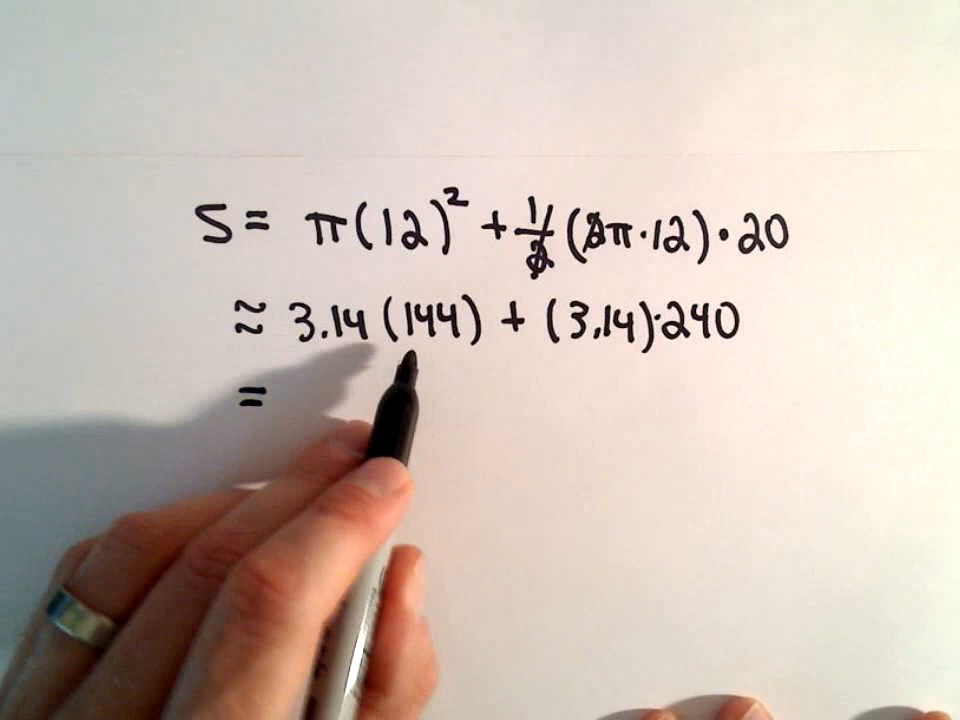 S = π(12)² + 1/2 (2π·12)·20
≈ 3.14(144) + (3.14)·240
=